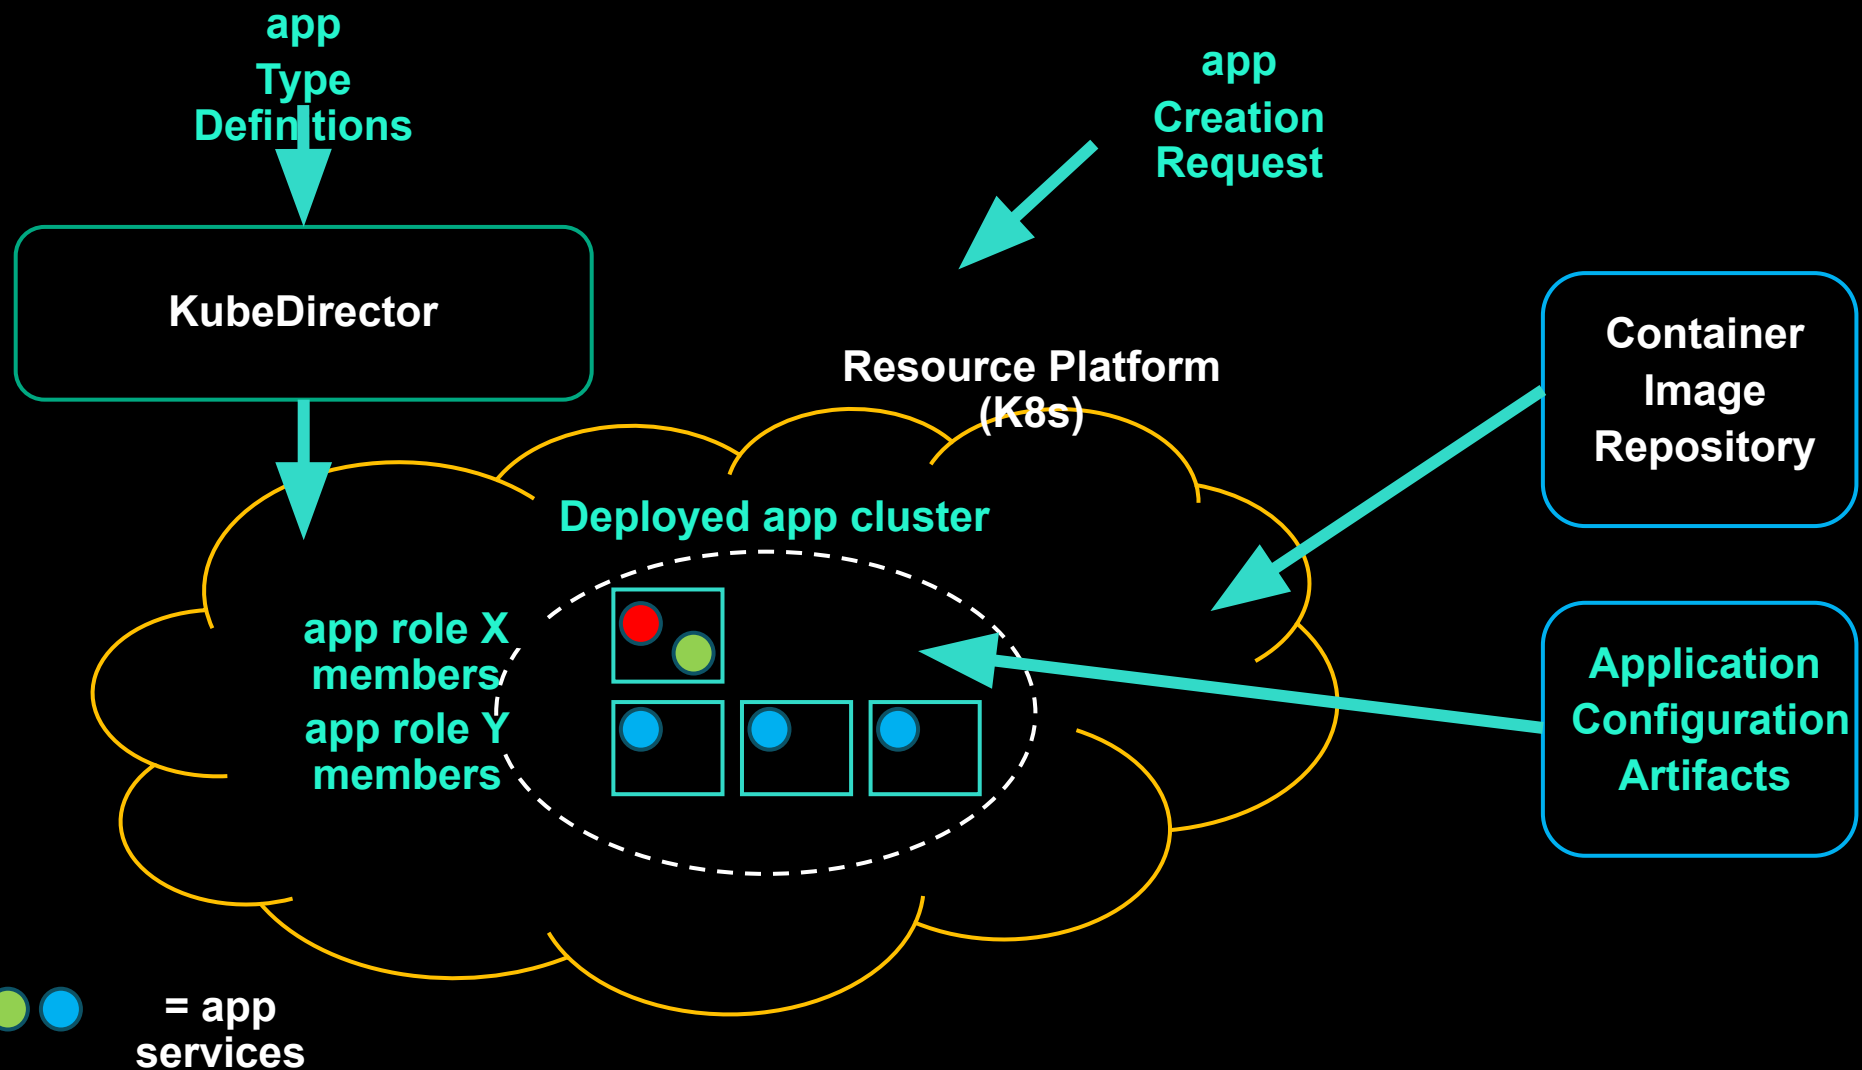 app
Type
Definitions
app
Creation
Request
KubeDirector
Resource Platform
(K8s)
Container
Image
Repository
Deployed app cluster
app role X
members
app role Y
members
Application
Configuration
Artifacts
= app
services